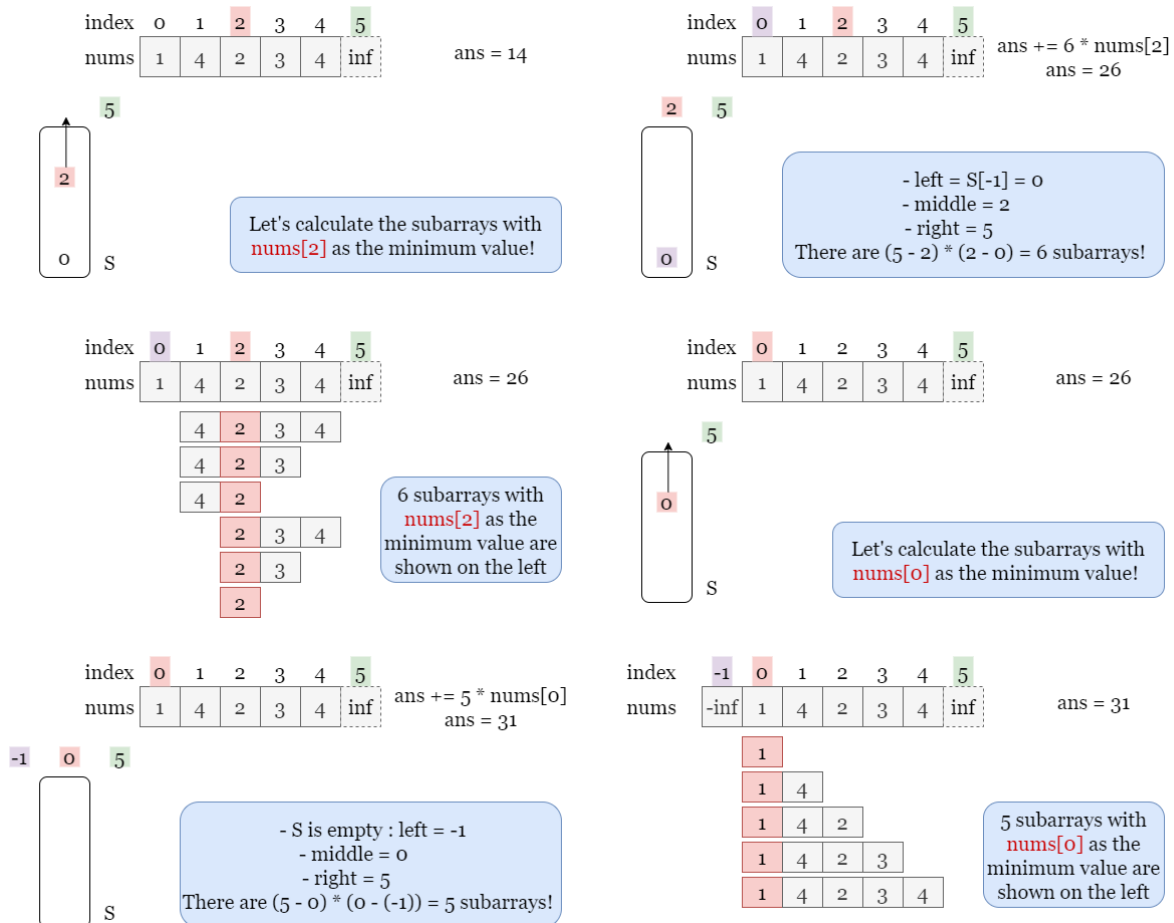 index 0 1 2 3 4 5
nums 1 4 2 3 4 inf
ans = 14
5
2
0 S
Let's calculate the subarrays with
nums[2] as the minimum value!
index 0 1 2 3 4 5
nums 1 4 2 3 4 inf
ans += 6 * nums[2]
ans = 26
2 5
0 S
- left = S[-1] = 0
- middle = 2
- right = 5
There are (5 - 2) * (2 - 0) = 6 subarrays!
index 0 1 2 3 4 5
nums 1 4 2 3 4 inf
ans = 26
4 2 3 4
4 2 3
4 2
2 3 4
2 3
2
6 subarrays with
nums[2] as the
minimum value are
shown on the left
index 0 1 2 3 4 5
nums 1 4 2 3 4 inf
ans = 26
5
0
S
Let's calculate the subarrays with
nums[0] as the minimum value!
index 0 1 2 3 4 5
nums 1 4 2 3 4 inf
ans += 5 * nums[0]
ans = 31
-1 0 5
S
- S is empty : left = -1
- middle = 0
- right = 5
There are (5 - 0) * (0 - (-1)) = 5 subarrays!
index -1 0 1 2 3 4 5
nums -inf 1 4 2 3 4 inf
ans = 31
1
1 4
1 4 2
1 4 2 3
1 4 2 3 4
5 subarrays with
nums[0] as the
minimum value are
shown on the left